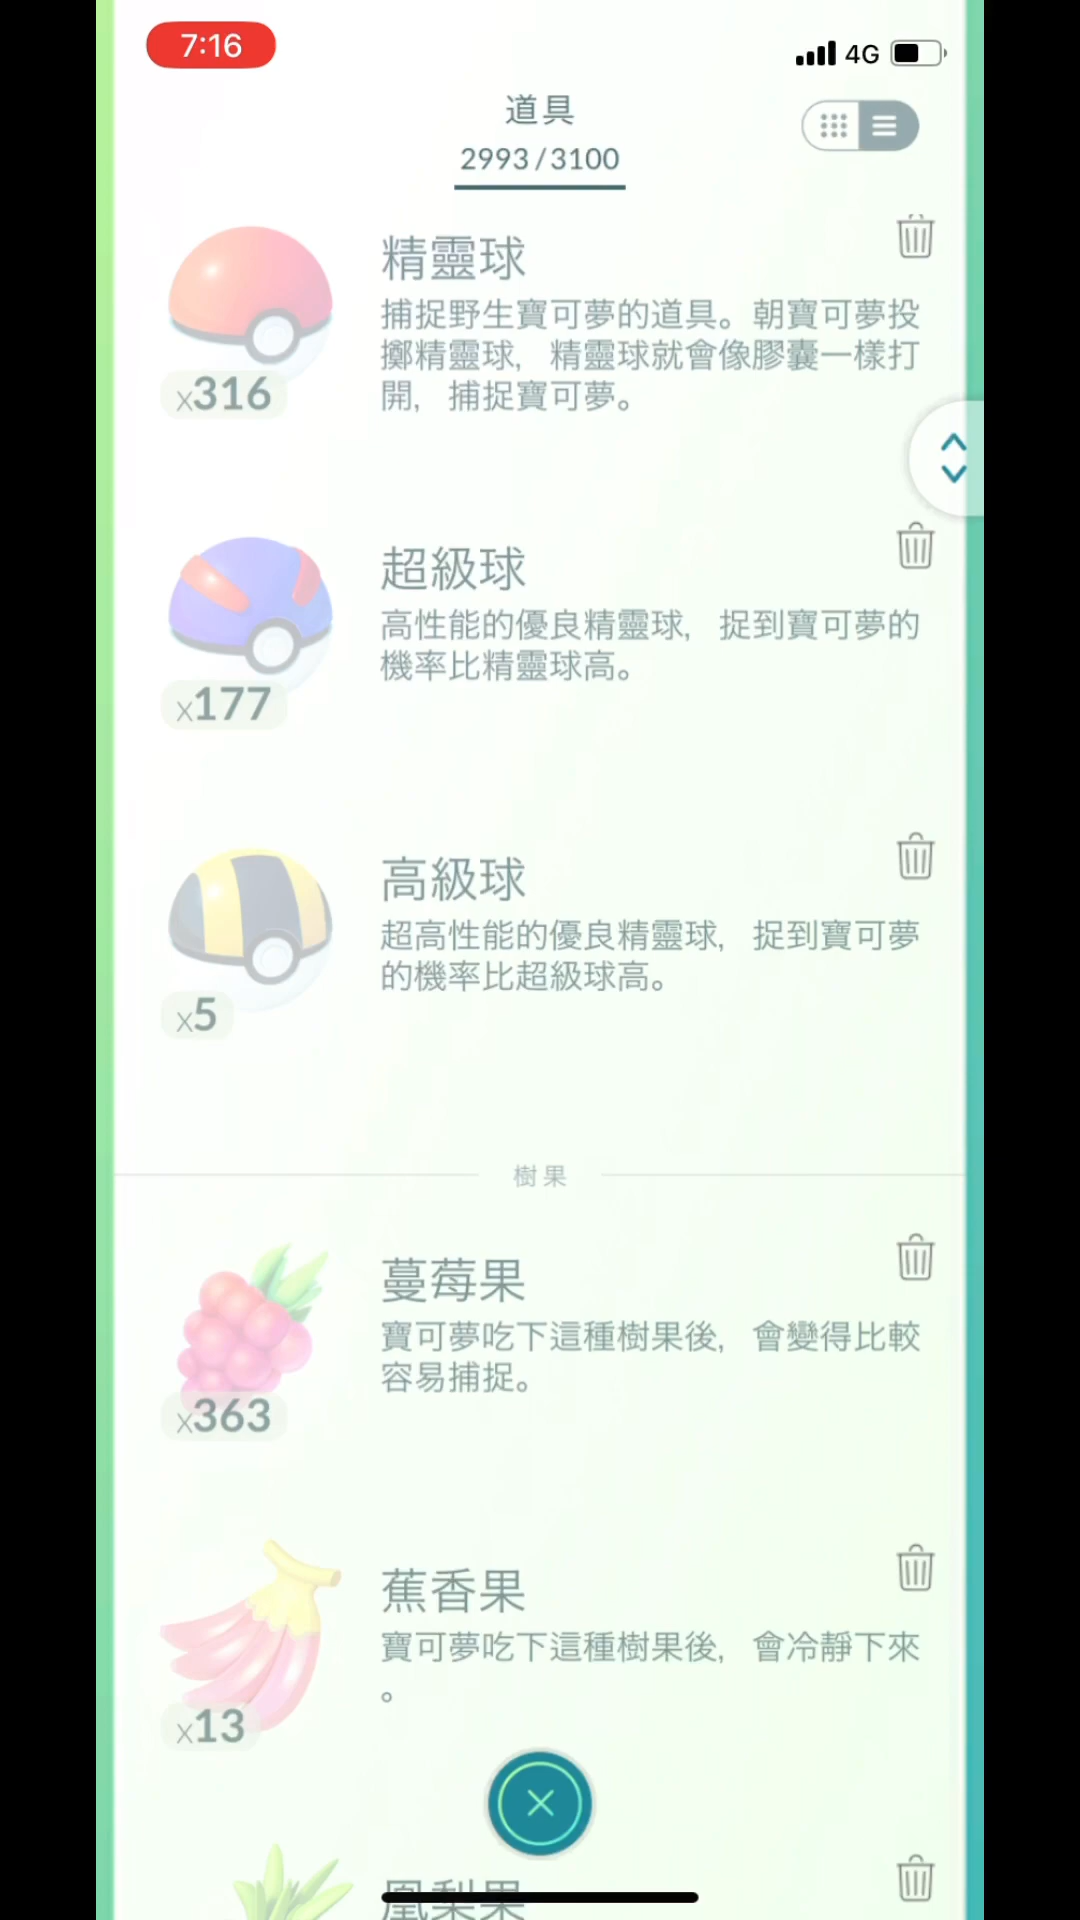 7:16
4G
道具
2993/3100
精靈球
捕捉野生寶可夢的道具。朝寶可夢投
擲精靈球，精靈球就會像膠囊一樣打
開，捕捉寶可夢。
x316
超級球
高性能的優良精靈球，捉到寶可夢的
機率比精靈球高。
x177
高級球
超高性能的優良精靈球，捉到寶可夢
的機率比超級球高。
x5
樹果
蔓莓果
寶可夢吃下這種樹果後，會變得比較
容易捕捉。
x363
蕉香果
寶可夢吃下這種樹果後，會冷靜下來
。
x13
凰梨果